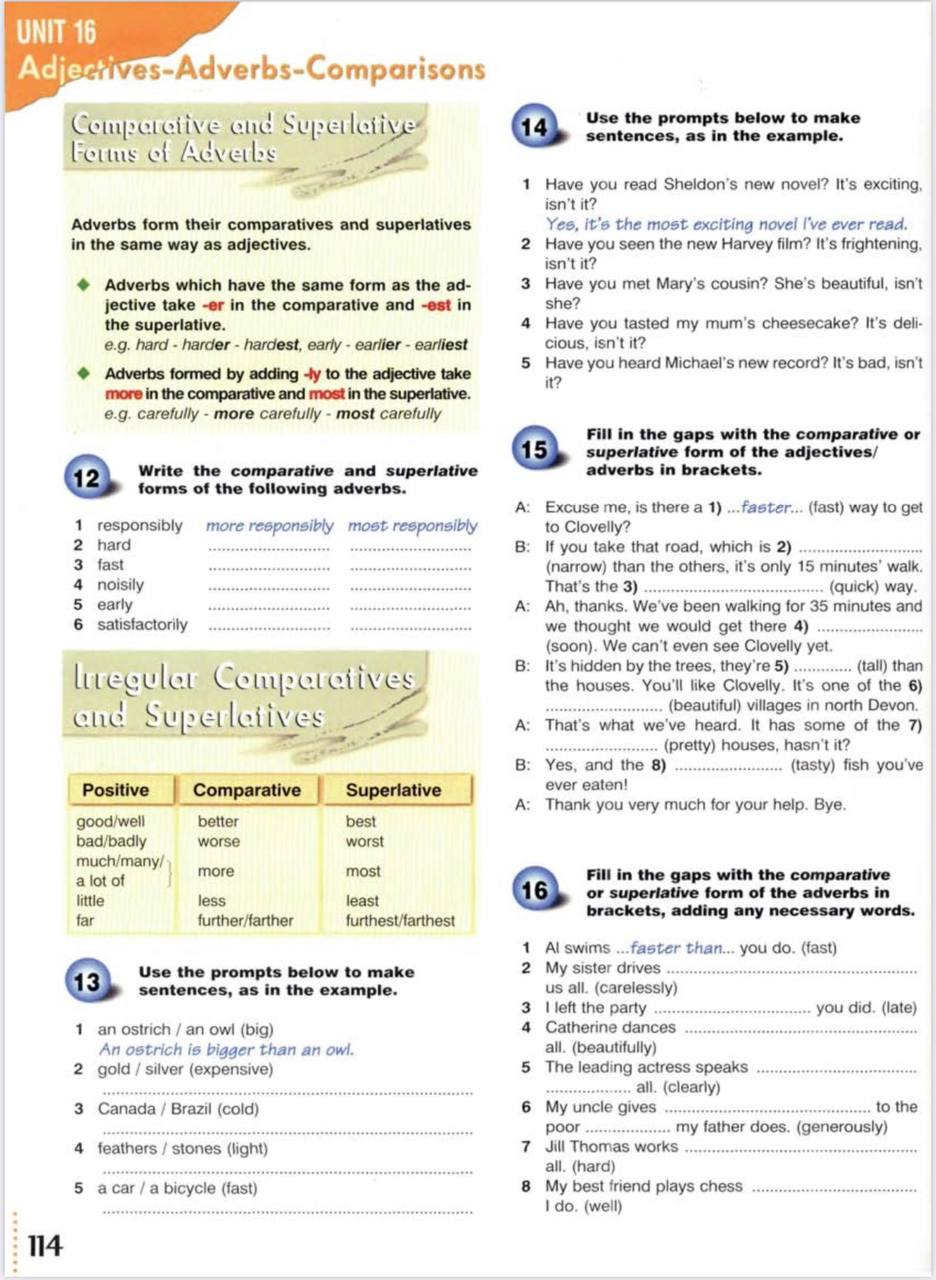 UNIT 16
Adjectives-Adverbs-Comparisons
Comparative and Superlative
Forms of Adverbs
Adverbs form their comparatives and superlatives
in the same way as adjectives.
◆ Adverbs which have the same form as the ad-
jective take -er in the comparative and -est in
the superlative.
e.g. hard - harder - hardest, early - earlier - earliest
◆ Adverbs formed by adding -ly to the adjective take
more in the comparative and most in the superlative.
e.g. carefully - more carefully - most carefully
12 Write the comparative and superlative
forms of the following adverbs.
1 responsibly more responsibly most responsibly
2 hard ............................... ...............................
3 fast ............................... ...............................
4 noisily ............................... ...............................
5 early ............................... ...............................
6 satisfactorily ............................... ...............................
Irregular Comparatives
and Superlatives
Positive Comparative Superlative
good/well better best
bad/badly worse worst
much/many/
a lot of more most
little less least
far further/farther furthest/farthest
13 Use the prompts below to make
sentences, as in the example.
1 an ostrich / an owl (big)
An ostrich is bigger than an owl.
2 gold / silver (expensive)
...............................
3 Canada / Brazil (cold)
...............................
4 feathers / stones (light)
...............................
5 a car / a bicycle (fast)
...............................
114
14 Use the prompts below to make
sentences, as in the example.
1 Have you read Sheldon's new novel? It's exciting,
isn't it?
Yes, it's the most exciting novel I've ever read.
2 Have you seen the new Harvey film? It's frightening,
isn't it?
3 Have you met Mary's cousin? She's beautiful, isn't
she?
4 Have you tasted my mum's cheesecake? It's deli-
cious, isn't it?
5 Have you heard Michael's new record? It's bad, isn't
it?
15 Fill in the gaps with the comparative or
superlative form of the adjectives/
adverbs in brackets.
A: Excuse me, is there a 1) ...faster... (fast) way to get
to Clovelly?
B: If you take that road, which is 2) ...............................
(narrow) than the others, it's only 15 minutes' walk.
That's the 3) ............................... (quick) way.
A: Ah, thanks. We've been walking for 35 minutes and
we thought we would get there 4) ..........................
(soon). We can't even see Clovelly yet.
B: It's hidden by the trees, they're 5) ............ (tall) than
the houses. You'll like Clovelly. It's one of the 6)
........................ (beautiful) villages in north Devon.
A: That's what we've heard. It has some of the 7)
....................... (pretty) houses, hasn't it?
B: Yes, and the 8) ....................... (tasty) fish you've
ever eaten!
A: Thank you very much for your help. Bye.
16 Fill in the gaps with the comparative
or superlative form of the adverbs in
brackets, adding any necessary words.
1 Al swims ...faster than... you do. (fast)
2 My sister drives ...............................
us all. (carelessly)
3 I left the party ............................... you did. (late)
4 Catherine dances ...............................
all. (beautifully)
5 The leading actress speaks ...............................
.................. all. (clearly)
6 My uncle gives ............................... to the
poor .................. my father does. (generously)
7 Jill Thomas works ...............................
all. (hard)
8 My best friend plays chess ...............................
I do. (well)